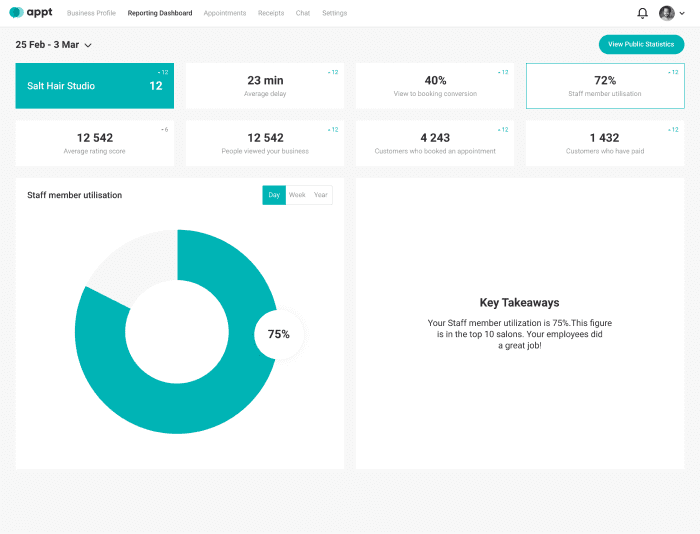 appt
Business Profile
Reporting Dashboard
Appointments
Receipts
Chat
Settings
25 Feb - 3 Mar
View Public Statistics
12
Salt Hair Studio
12
12
23 min
Average delay
12
40%
View to booking conversion
12
72%
Staff member utilisation
6
12 542
Average rating score
12
12 542
People viewed your business
12
4 243
Customers who booked an appointment
12
1 432
Customers who have paid
Staff member utilisation
Day
Week
Year
75%
Key Takeaways
Your Staff member utilization is 75%.This figure
is in the top 10 salons. Your employees did
a great job!